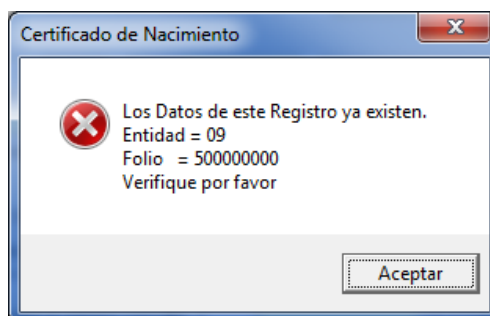 Certificado de Nacimiento
Los Datos de este Registro ya existen.
Entidad = 09
Folio = 500000000
Verifique por favor
Aceptar